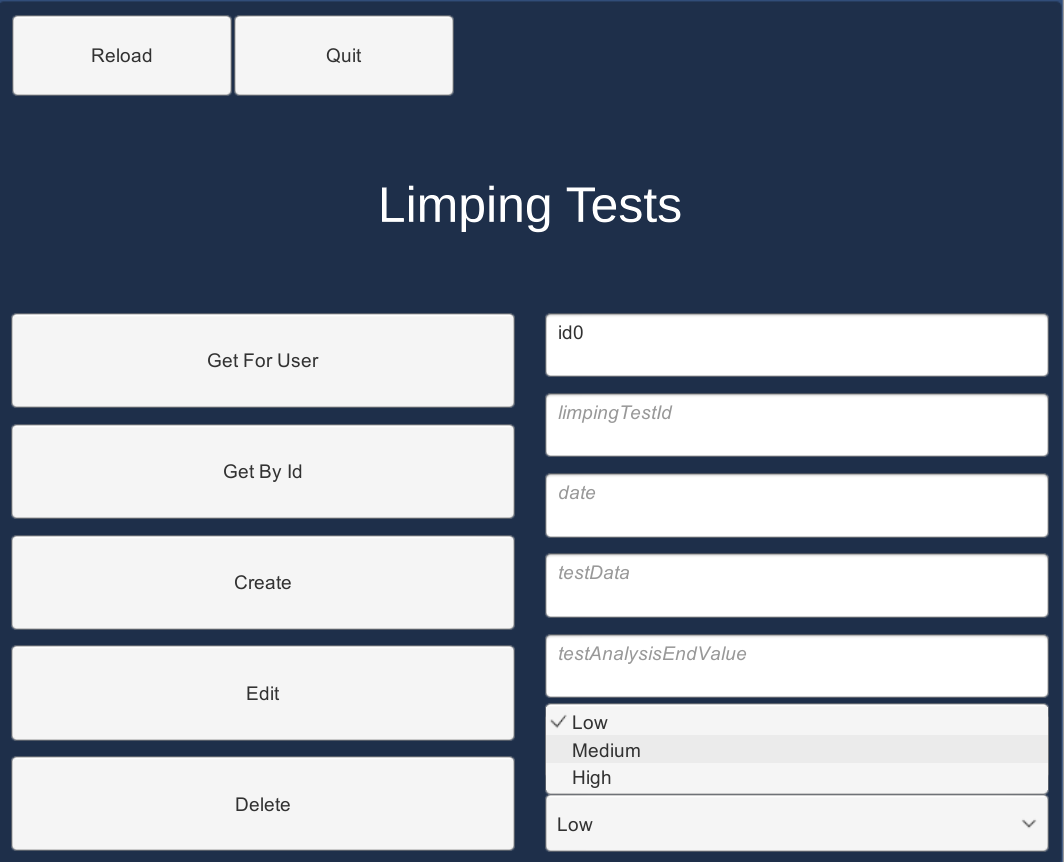 Reload
Quit
Limping Tests
Get For User
Get By Id
Create
Edit
Delete
id0
limpingTestId
date
testData
testAnalysisEndValue
Low
Medium
High
Low